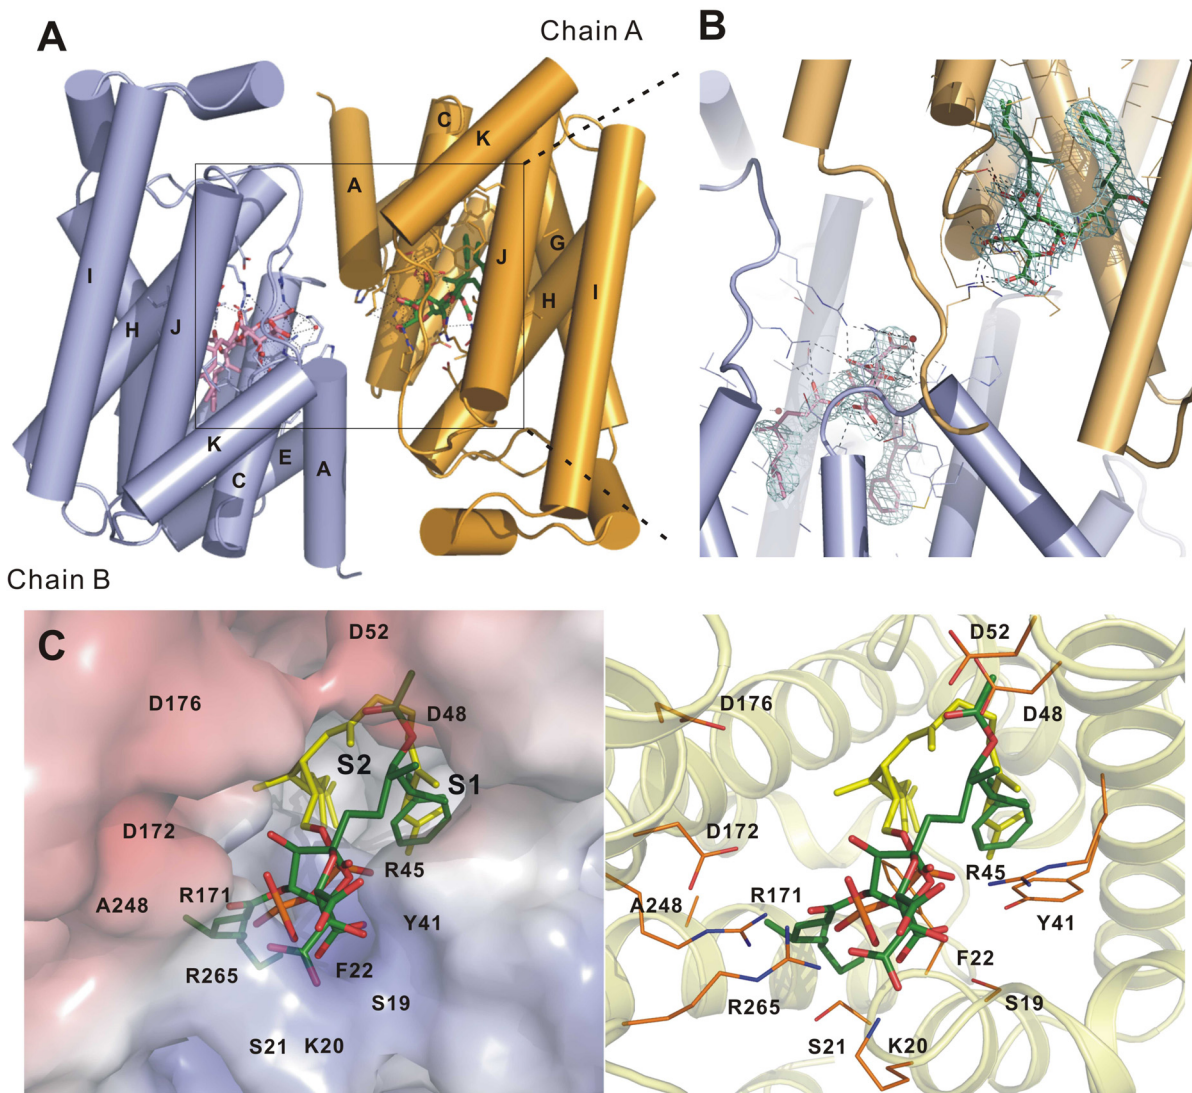 A
Chain A
B
C
K
A
I
G
J
H
I
H
J
K
E
A
C
Chain B
C
D52
D176
D48
S2
S1
D172
R45
R171
A248
Y41
R265
F22
S19
S21
K20
D52
D176
D48
D172
R45
R171
A248
Y41
F22
R265
S19
S21
K20